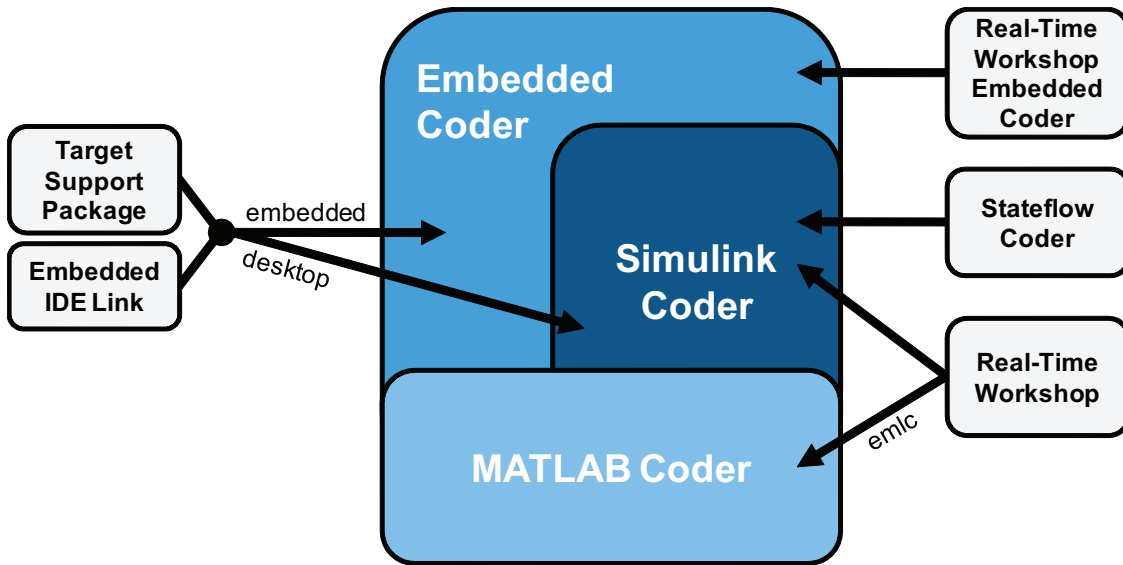 Target
Support
Package
Embedded
IDE Link
embedded
desktop
Embedded
Coder
Simulink
Coder
MATLAB Coder
Real-Time
Workshop
Embedded
Coder
Stateflow
Coder
Real-Time
Workshop
emlc